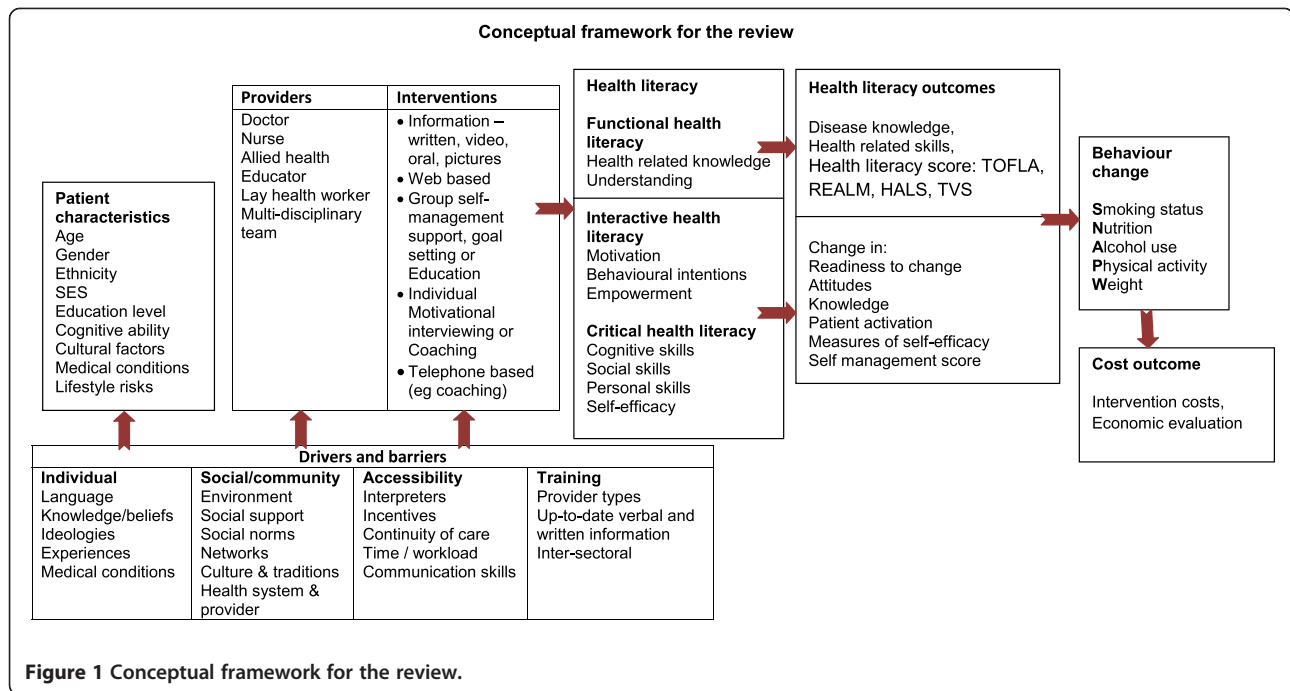 Conceptual framework for the review
Patient
characteristics
Age
Gender
Ethnicity
SES
Education level
Cognitive ability
Cultural factors
Medical conditions
Lifestyle risks
Providers
Doctor
Nurse
Allied health
Educator
Lay health worker
Multi-disciplinary
team
Interventions
• Information –
written, video,
oral, pictures
• Web based
• Group self-
management
support, goal
setting or
Education
• Individual
Motivational
interviewing or
Coaching
• Telephone based
(eg coaching)
Health literacy
Functional health
literacy
Health related knowledge
Understanding
Interactive health
literacy
Motivation
Behavioural intentions
Empowerment
Critical health literacy
Cognitive skills
Social skills
Personal skills
Self-efficacy
Health literacy outcomes
Disease knowledge,
Health related skills,
Health literacy score: TOFLA,
REALM, HALS, TVS
Change in:
Readiness to change
Attitudes
Knowledge
Patient activation
Measures of self-efficacy
Self management score
Behaviour
change
Smoking status
Nutrition
Alcohol use
Physical activity
Weight
Cost outcome
Intervention costs,
Economic evaluation
Drivers and barriers
Individual
Language
Knowledge/beliefs
Ideologies
Experiences
Medical conditions
Social/community
Environment
Social support
Social norms
Networks
Culture & traditions
Health system &
provider
Accessibility
Interpreters
Incentives
Continuity of care
Time / workload
Communication skills
Training
Provider types
Up-to-date verbal and
written information
Inter-sectoral
Figure 1 Conceptual framework for the review.